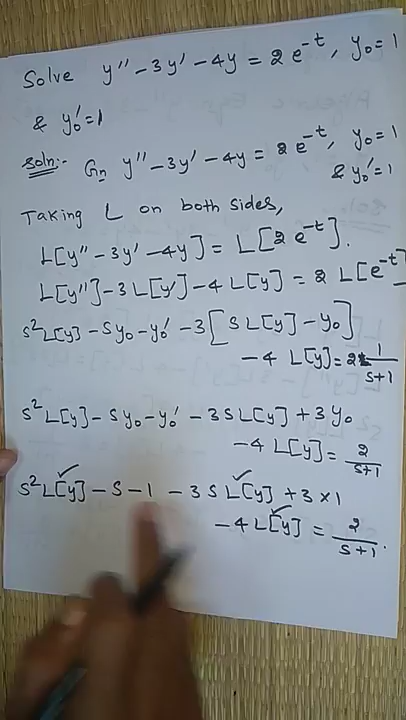 Solve y'' - 3y' - 4y = 2e^{-t}, y₀ = 1
& y₀' = 1
Soln:- Gn y'' - 3y' - 4y = 2e^{-t}, y₀ = 1
& y₀' = 1
Taking L on both sides,
L[y'' - 3y' - 4y] = L[2e^{-t}].
L[y''] - 3L[y'] - 4L[y] = 2L[e^{-t}]
s²L[y] - sy₀ - y₀' - 3[sL[y] - y₀]
- 4L[y] = 2 1/(s+1)
s²L[y] - sy₀ - y₀' - 3sL[y] + 3y₀
- 4L[y] = 2/(s+1)
s²L[y] - s - 1 - 3sL[y] + 3×1
- 4L[y] = 2/(s+1).